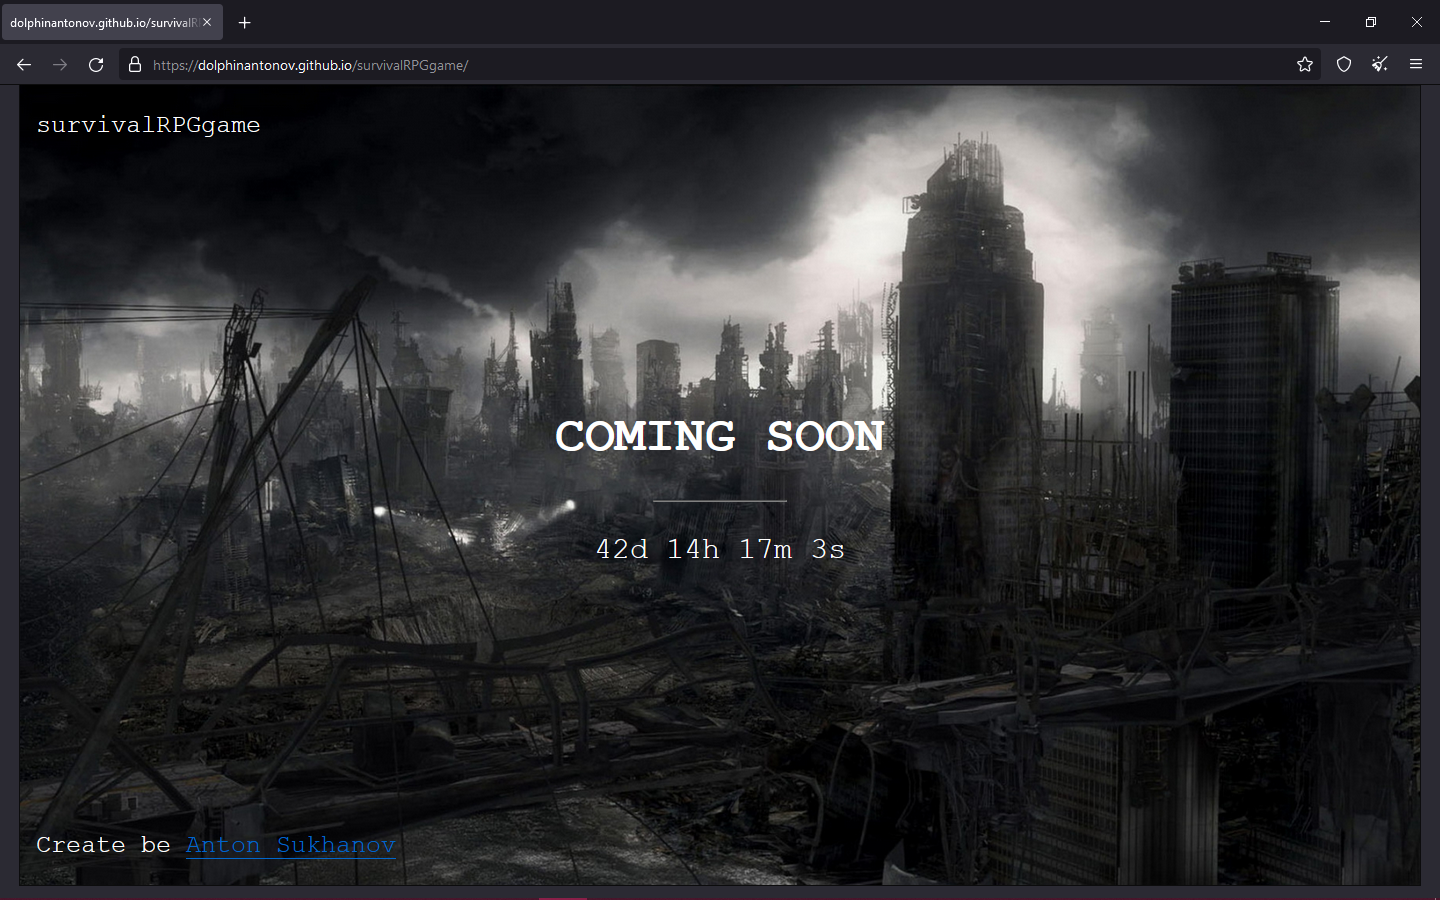 dolphinantonov.github.io/survivalR
https://dolphinantonov.github.io/survivalRPGgame/
survivalRPGgame
COMING SOON
42d 14h 17m 3s
Create be Anton Sukhanov